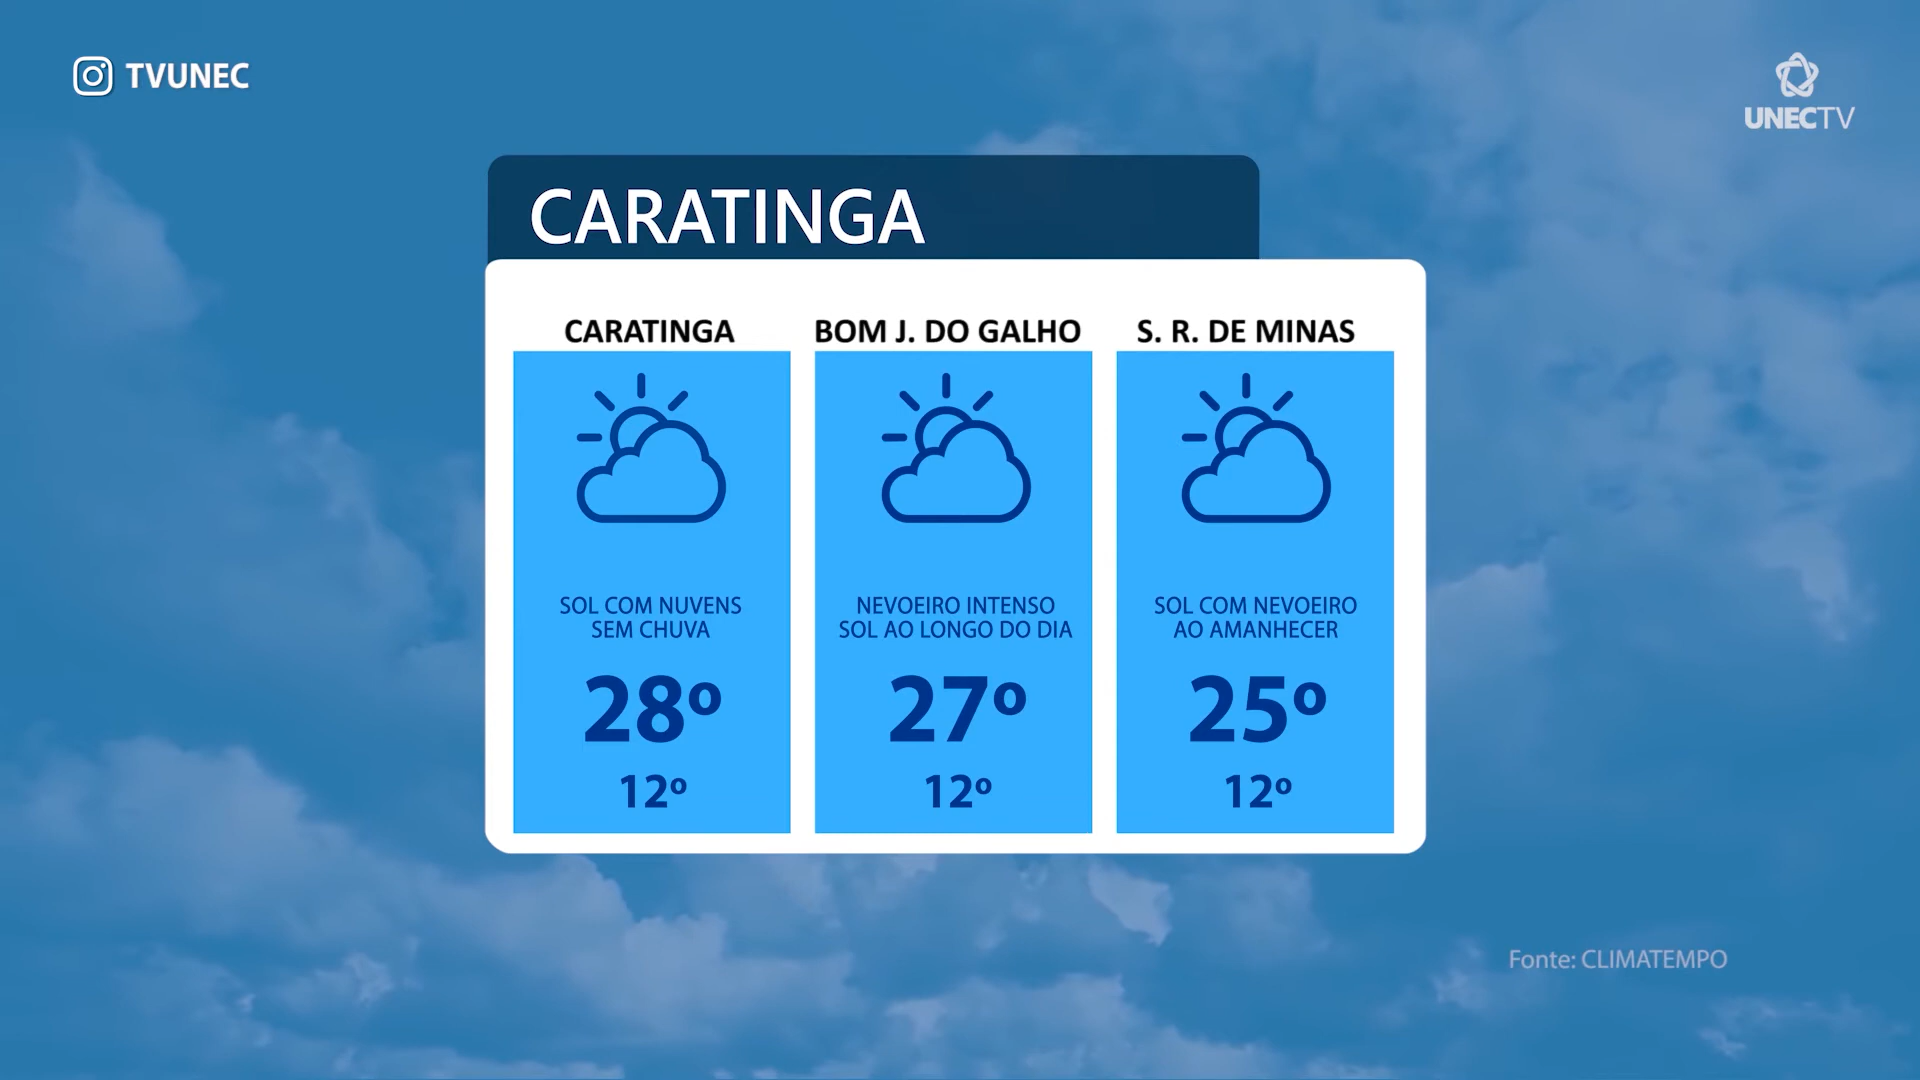 TVUNEC
UNECTV
CARATINGA
CARATINGA
BOM J. DO GALHO
S. R. DE MINAS
SOL COM NUVENS
SEM CHUVA
NEVOEIRO INTENSO
SOL AO LONGO DO DIA
SOL COM NEVOEIRO
AO AMANHECER
28º
27º
25º
12º
12º
12º
Fonte: CLIMATEMPO